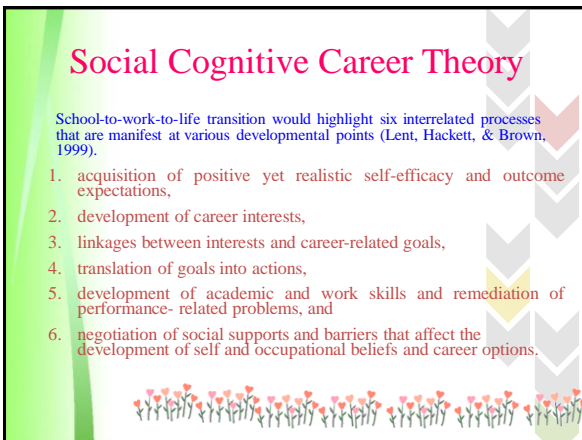 Social Cognitive Career Theory
School-to-work-to-life transition would highlight six interrelated processes
that are manifest at various developmental points (Lent, Hackett, & Brown,
1999).
1. acquisition of positive yet realistic self-efficacy and outcome
expectations,
2. development of career interests,
3. linkages between interests and career-related goals,
4. translation of goals into actions,
5. development of academic and work skills and remediation of
performance- related problems, and
6. negotiation of social supports and barriers that affect the
development of self and occupational beliefs and career options.